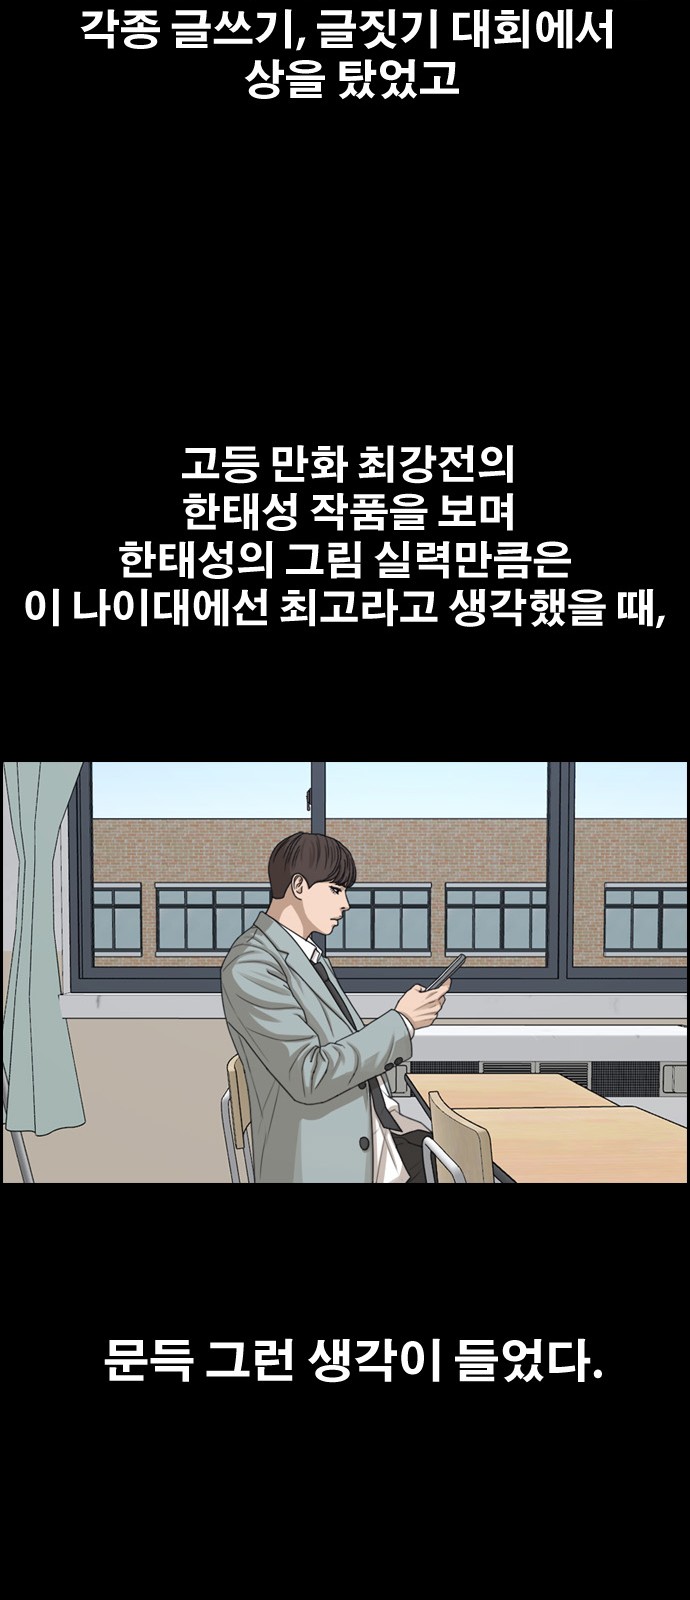 각종 글쓰기, 글짓기 대회에서
상을 탔었고
고등 만화 최강전의
한태성 작품을 보며
한태성의 그림 실력만큼은
이 나이대에선 최고라고 생각했을 때,
문득 그런 생각이 들었다.